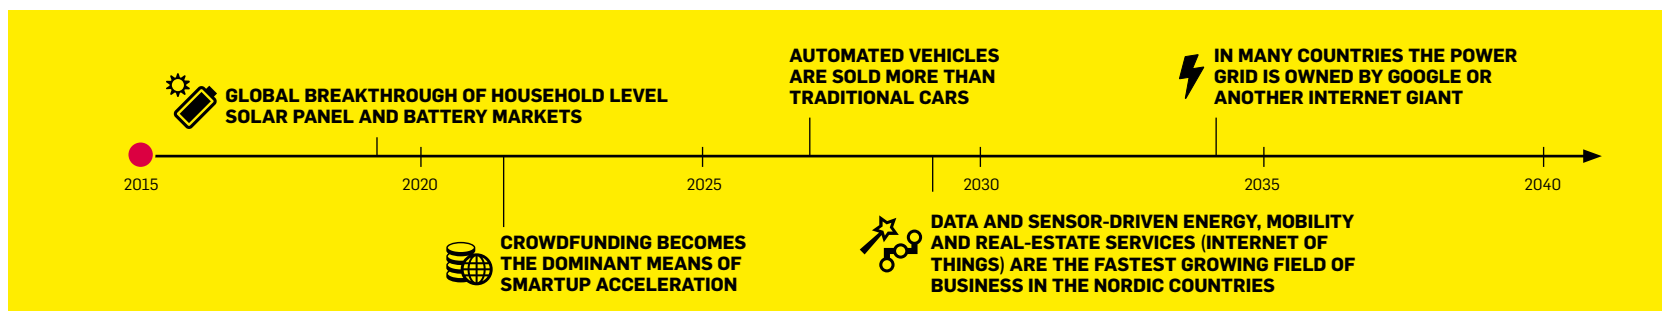 AUTOMATED VEHICLES
ARE SOLD MORE THAN
TRADITIONAL CARS
IN MANY COUNTRIES THE POWER
GRID IS OWNED BY GOOGLE OR
ANOTHER INTERNET GIANT
GLOBAL BREAKTHROUGH OF HOUSEHOLD LEVEL
SOLAR PANEL AND BATTERY MARKETS
2015
2020
2025
2030
2035
2040
CROWDFUNDING BECOMES
THE DOMINANT MEANS OF
SMARTUP ACCELERATION
DATA AND SENSOR-DRIVEN ENERGY, MOBILITY
AND REAL-ESTATE SERVICES (INTERNET OF
THINGS) ARE THE FASTEST GROWING FIELD OF
BUSINESS IN THE NORDIC COUNTRIES